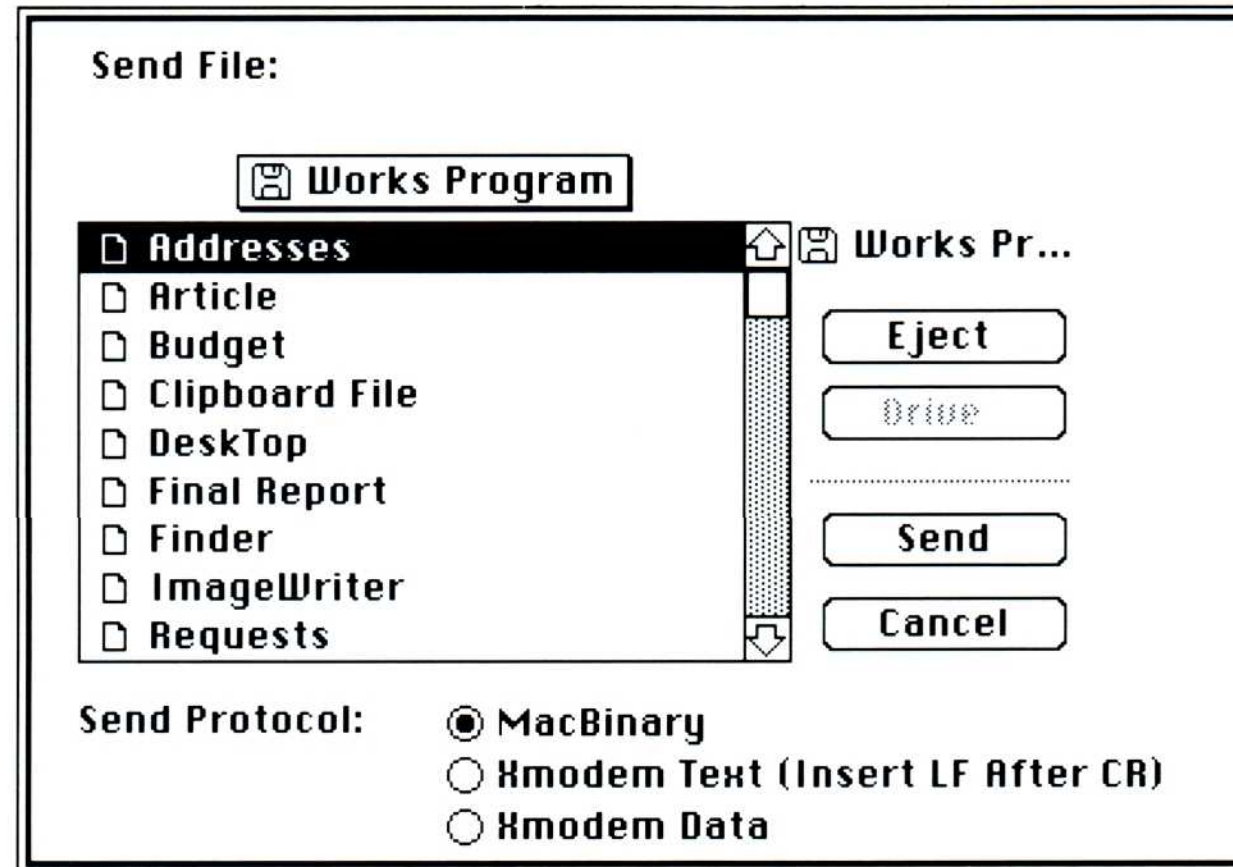 Send File:
Works Program
Addresses
Article
Budget
Clipboard File
DeskTop
Final Report
Finder
ImageWriter
Requests
Works Pr...
Eject
Drive
Send
Cancel
Send Protocol:
MacBinary
Xmodem Text (Insert LF After CR)
Xmodem Data